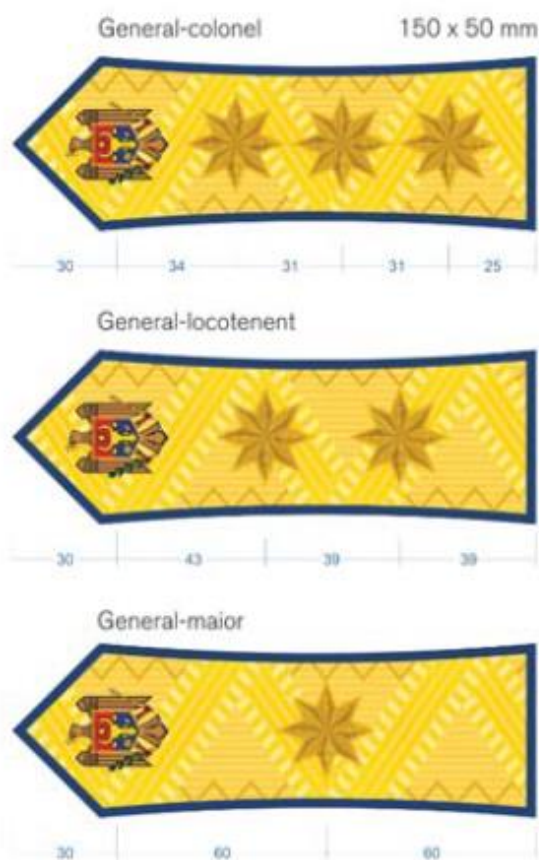 General-colonel 150 x 50 mm
30 34 31 31 25
General-locotenent
30 43 39 39
General-maior
30 60 60